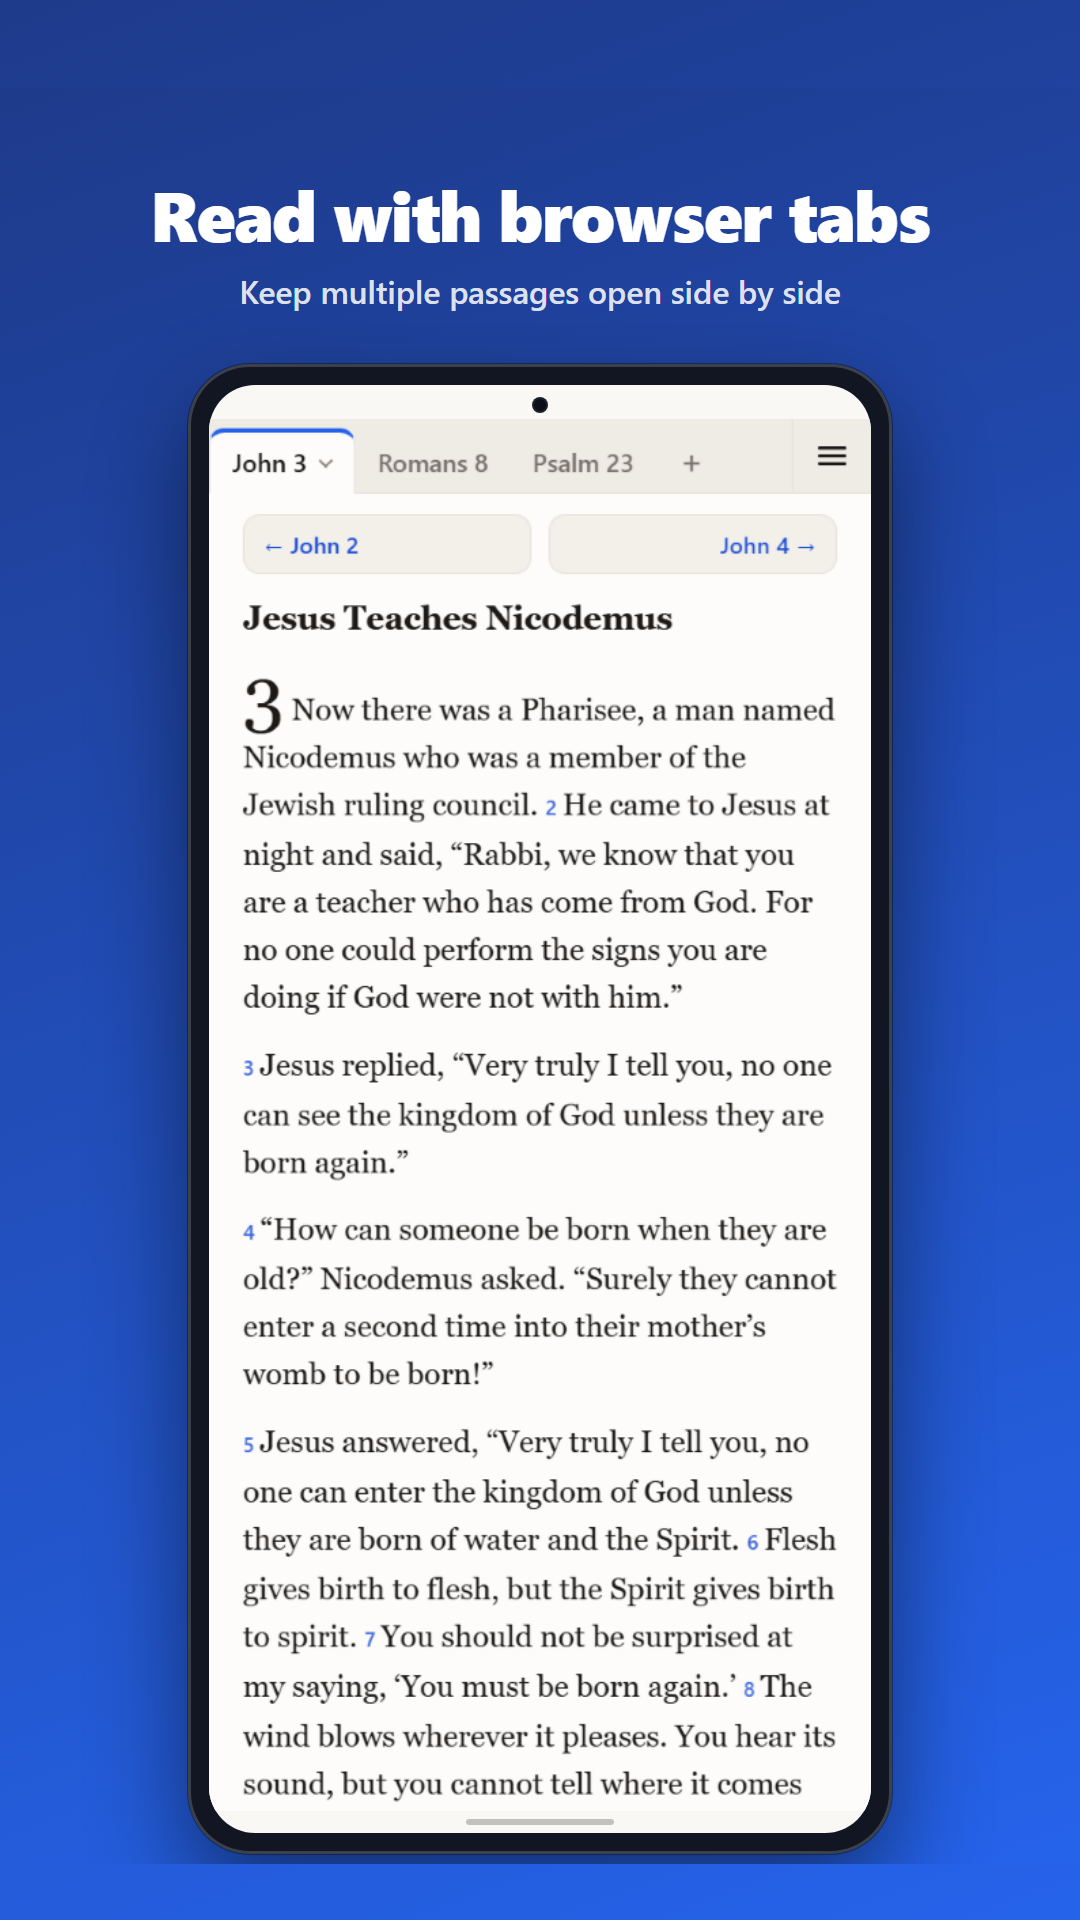 Read with browser tabs
Keep multiple passages open side by side
John 3 Romans 8 Psalm 23 +
← John 2 John 4 →
Jesus Teaches Nicodemus
3 Now there was a Pharisee, a man named
Nicodemus who was a member of the
Jewish ruling council. 2 He came to Jesus at
night and said, “Rabbi, we know that you
are a teacher who has come from God. For
no one could perform the signs you are
doing if God were not with him.”
3 Jesus replied, “Very truly I tell you, no one
can see the kingdom of God unless they are
born again.”
4 “How can someone be born when they are
old?” Nicodemus asked. “Surely they cannot
enter a second time into their mother’s
womb to be born!”
5 Jesus answered, “Very truly I tell you, no
one can enter the kingdom of God unless
they are born of water and the Spirit. 6 Flesh
gives birth to flesh, but the Spirit gives birth
to spirit. 7 You should not be surprised at
my saying, ‘You must be born again.’ 8 The
wind blows wherever it pleases. You hear its
sound, but you cannot tell where it comes